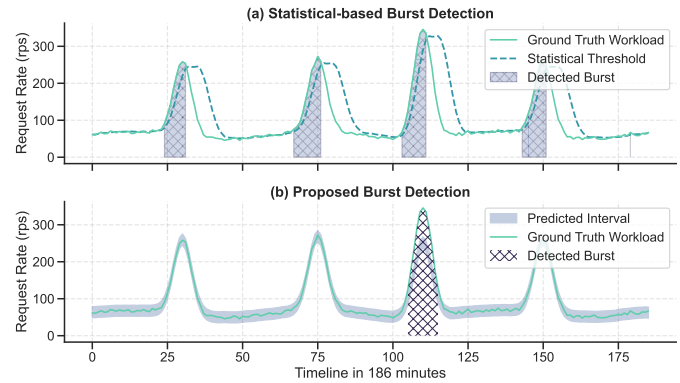 (a) Statistical-based Burst Detection
Request Rate (rps)
300
200
100
0
Ground Truth Workload
Statistical Threshold
Detected Burst
(b) Proposed Burst Detection
Request Rate (rps)
300
200
100
0
Predicted Interval
Ground Truth Workload
Detected Burst
0 25 50 75 100 125 150 175
Timeline in 186 minutes